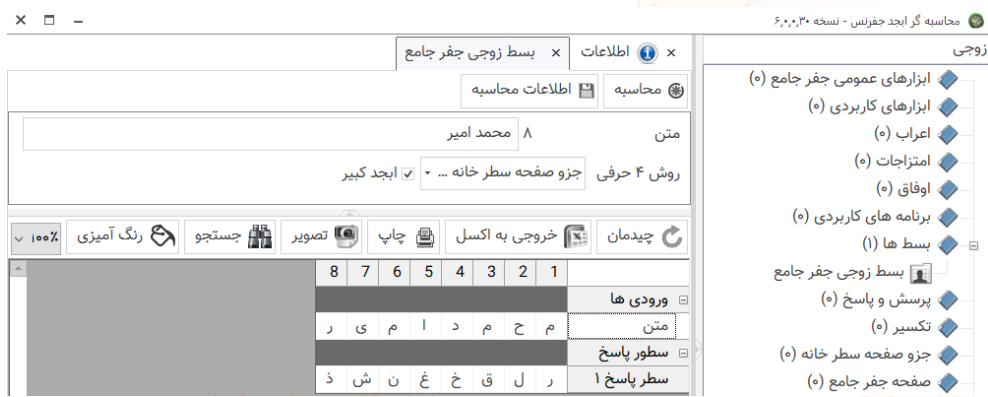 محاسبه گر ابجد جفرنس - نسخه ۶,۰,۰,۳۰
زوجی
ابزارهای عمومی جفر جامع (۰)
ابزارهای کاربردی (۰)
اعراب (۰)
امتزاجات (۰)
اوفاق (۰)
برنامه های کاربردی (۰)
بسط ها (۱)
بسط زوجی جفر جامع
پرسش و پاسخ (۰)
تکسیر (۰)
جزو صفحه سطر خانه (۰)
صفحه جفر جامع (۰)
اطلاعات
بسط زوجی جفر جامع
محاسبه اطلاعات محاسبه
متن ۸ محمد امیر
روش ۴ حرفی جزو صفحه سطر خانه ... ابجد کبیر
چیدمان خروجی به اکسل چاپ تصویر جستجو رنگ آمیزی ۱۰۰٪
1 2 3 4 5 6 7 8
ورودی ها
متن م ح م د ا م ی ر
سطور پاسخ
سطر پاسخ ۱ ر ل ق خ غ ن ش ذ